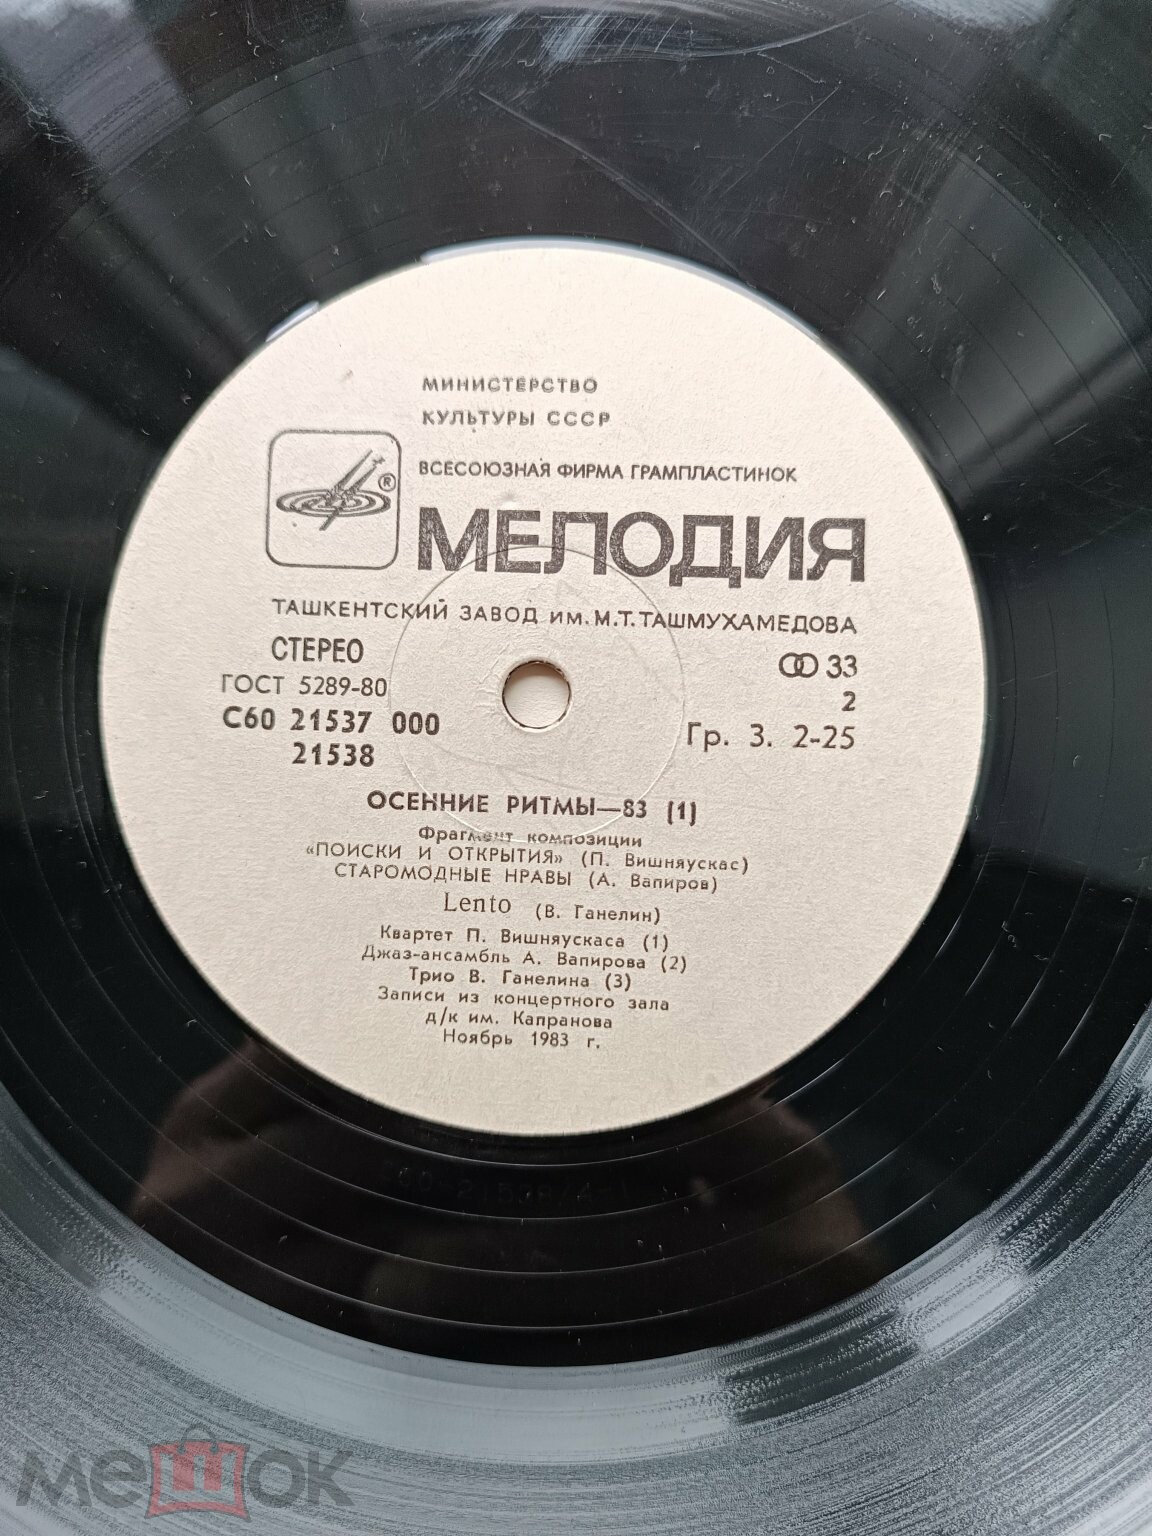 МИНИСТЕРСТВО
КУЛЬТУРЫ СССР
ВСЕСОЮЗНАЯ ФИРМА ГРАМПЛАСТИНОК
®
МЕЛОДИЯ
ТАШКЕНТСКИЙ ЗАВОД ИМ. М.Т. ТАШМУХАМЕДОВА
СТЕРЕО
33
ГОСТ 5289-80
2
С60 21537 000
21538
Гр. 3. 2-25
ОСЕННИЕ РИТМЫ—83 (1)
Фрагмент композиции
«ПОИСКИ И ОТКРЫТИЯ» (П. Вишняускас)
СТАРОМОДНЫЕ НРАВЫ (А. Вапиров)
Lento (В. Ганелин)
Квартет П. Вишняускаса (1)
Джаз-ансамбль А. Вапирова (2)
Трио В. Ганелина (3)
Записи из концертного зала
д/к им. Капранова
Ноябрь 1983 г.
мешок